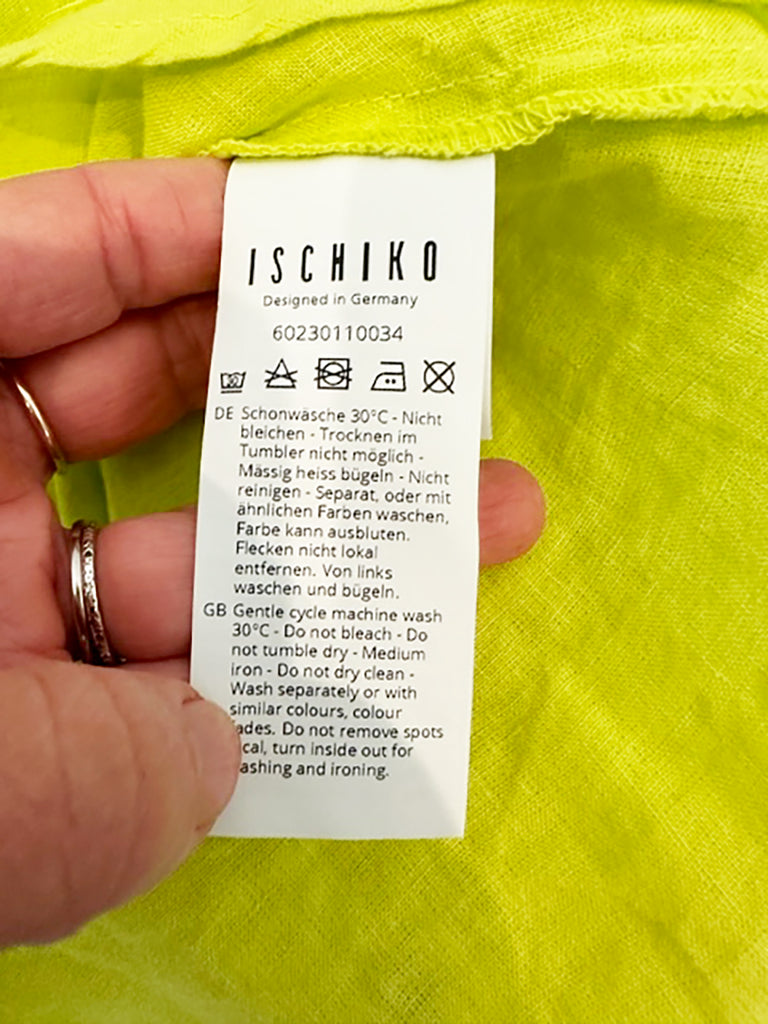 ISCHIKO
Designed in Germany
60230110034
DE Schonwäsche 30°C - Nicht
bleichen - Trocknen im
Tumbler nicht möglich -
Mässig heiss bügeln - Nicht
reinigen - Separat, oder mit
ähnlichen Farben waschen,
Farbe kann ausbluten.
Flecken nicht lokal
entfernen. Von links
waschen und bügeln.
GB Gentle cycle machine wash
30°C - Do not bleach - Do
not tumble dry - Medium
iron - Do not dry clean -
Wash separately or with
similar colours, colour
ades. Do not remove spots
cal, turn inside out for
ashing and ironing.